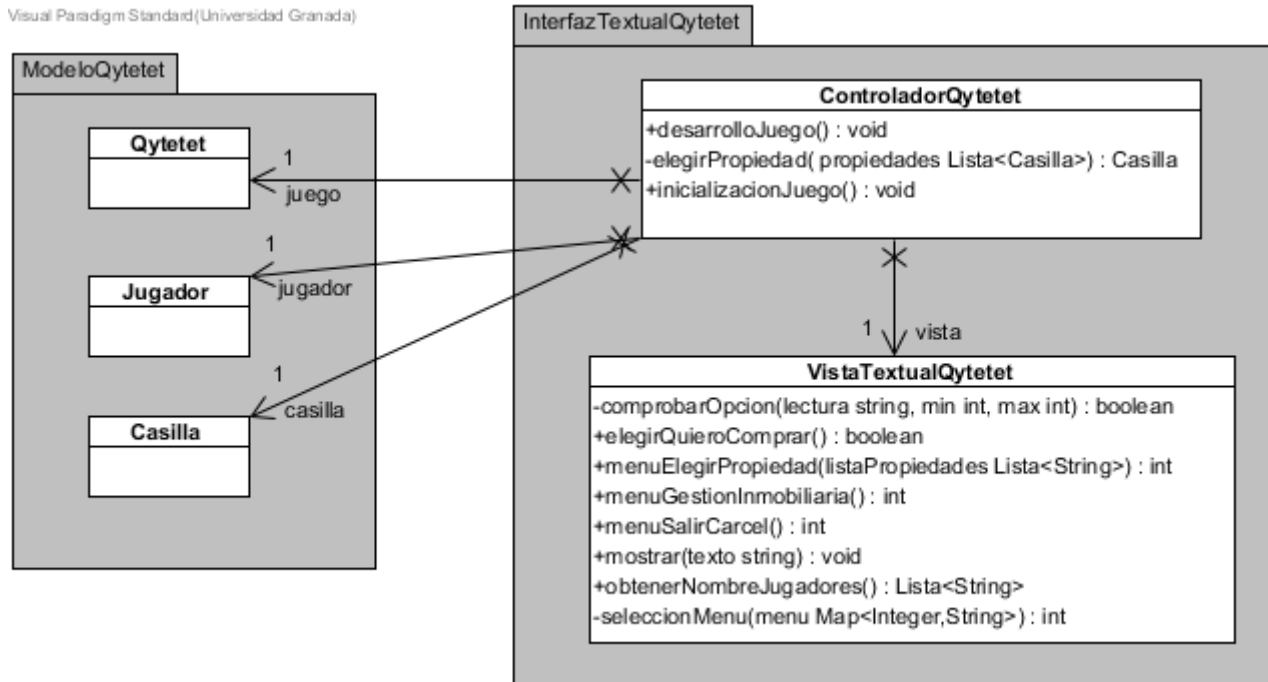 Visual Paradigm Standard(Universidad Granada)
ModeloQytetet
Qytetet
1
juego
Jugador
1
jugador
Casilla
1
casilla
InterfazTextualQytetet
ControladorQytetet
+desarrolloJuego() : void
-elegirPropiedad( propiedades Lista<Casilla>) : Casilla
+inicializacionJuego() : void
1
vista
VistaTextualQytetet
-comprobarOpcion(lectura string, min int, max int) : boolean
+elegirQuieroComprar() : boolean
+menuElegirPropiedad(listaPropiedades Lista<String>) : int
+menuGestionInmobiliaria() : int
+menuSalirCarcel() : int
+mostrar(texto string) : void
+obtenerNombreJugadores() : Lista<String>
-seleccionMenu(menu Map<Integer,String>) : int